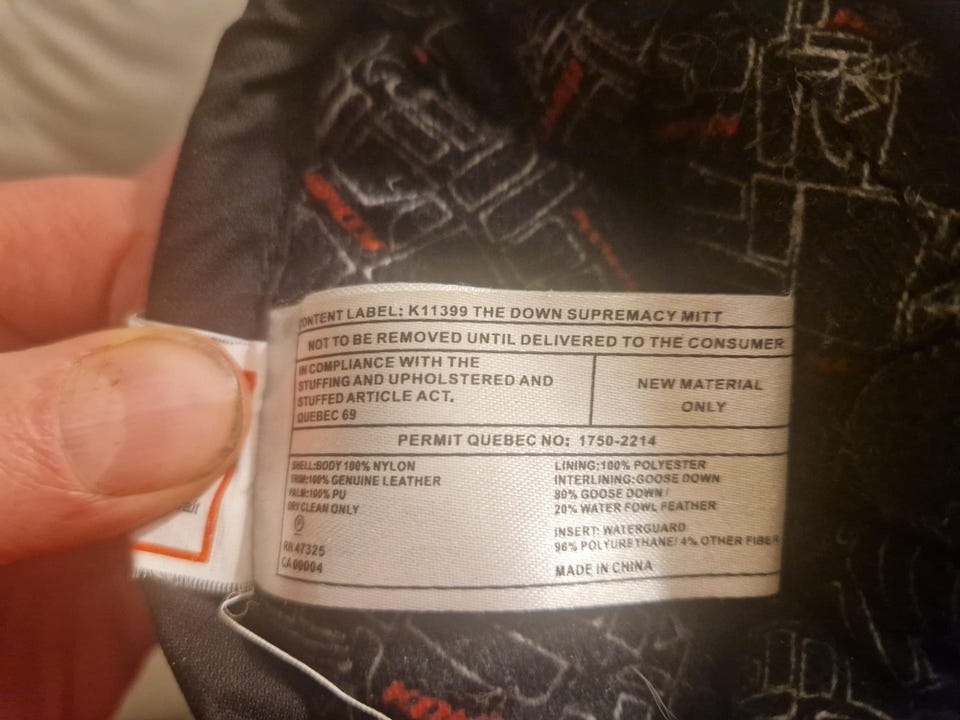 CONTENT LABEL: K11399 THE DOWN SUPREMACY MITT
NOT TO BE REMOVED UNTIL DELIVERED TO THE CONSUMER
IN COMPLIANCE WITH THE
STUFFING AND UPHOLSTERED AND
STUFFED ARTICLE ACT.
QUEBEC 69
NEW MATERIAL
ONLY
PERMIT QUEBEC NO: 1750-2214
SHELL:BODY 100% NYLON
TRIM:100% GENUINE LEATHER
PALM:100% PU
DRY CLEAN ONLY
P
RN 47325
CA 00004
LINING:100% POLYESTER
INTERLINING:GOOSE DOWN
80% GOOSE DOWN /
20% WATER FOWL FEATHER
INSERT: WATERGUARD
96% POLYURETHANE/ 4% OTHER FIBER
MADE IN CHINA